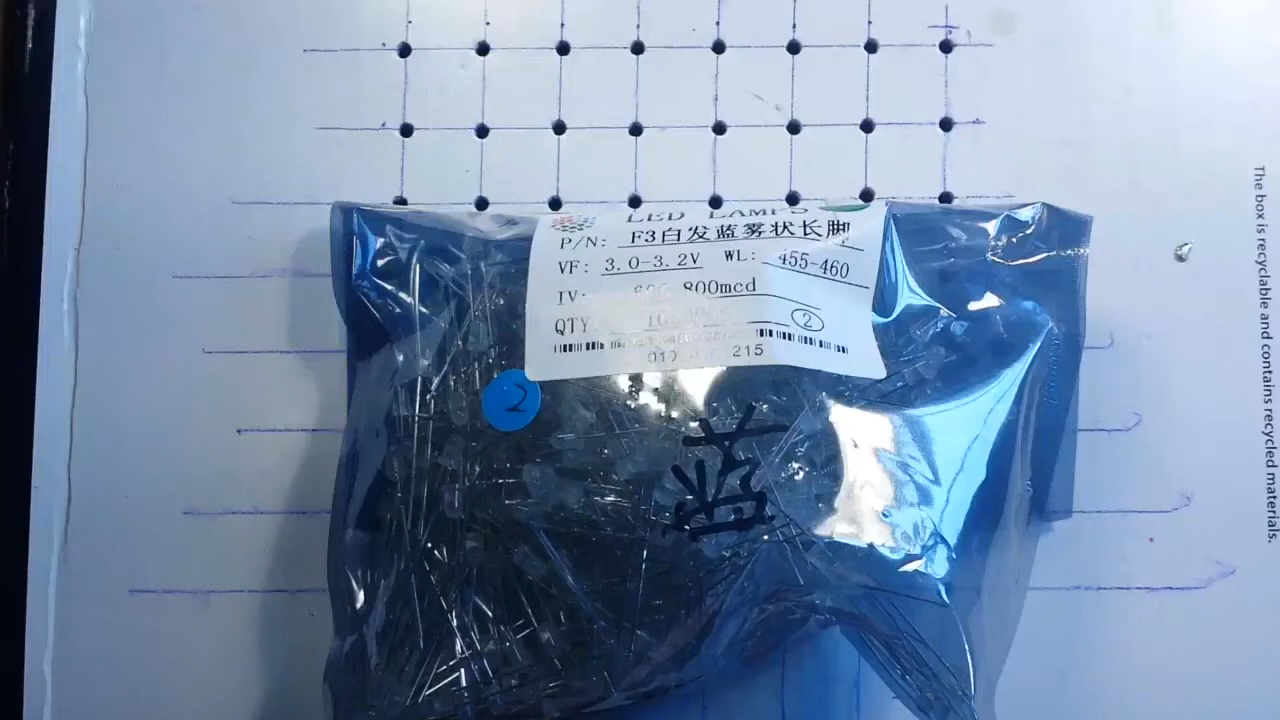 LED LAMPS
P/N: F3白发蓝雾状长脚
VF: 3.0-3.2V WL: 455-460
IV: 800mcd
QTY: ②
215
2
蓝
The box is recyclable and contains recycled materials.